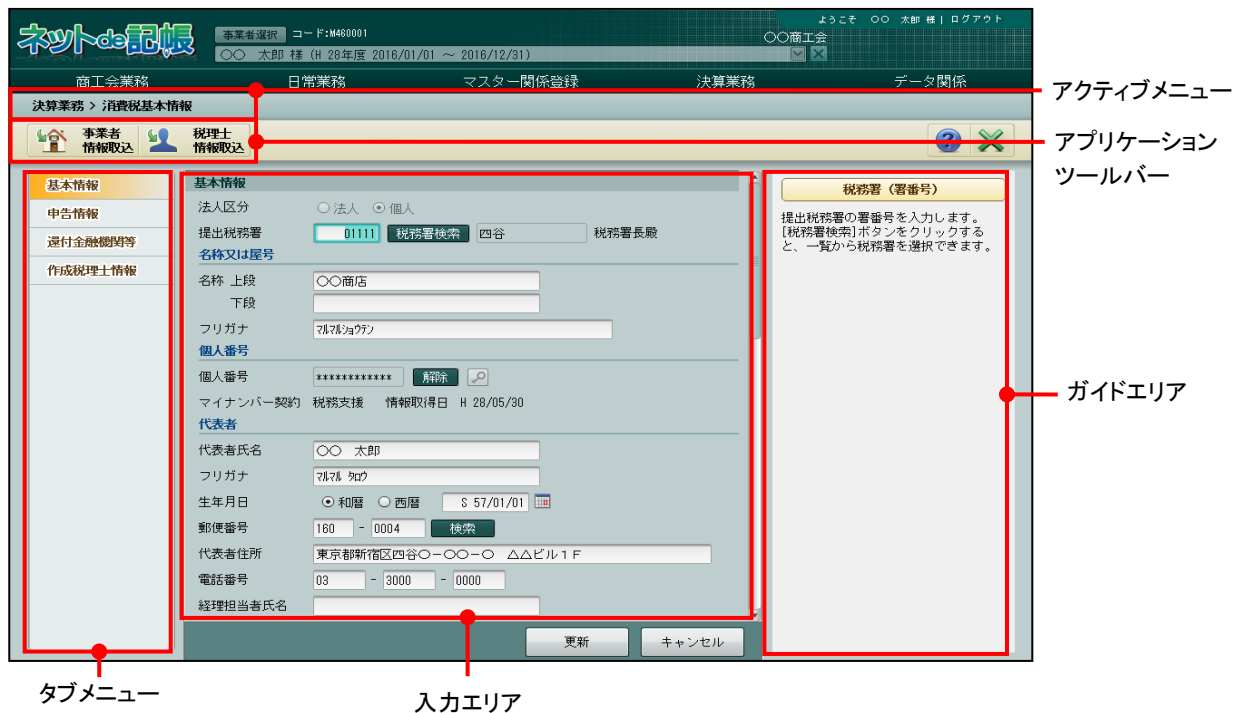 ネットde記帳
事業者選択 コード:M460001
〇〇 太郎 様 (H 28年度 2016/01/01 ～ 2016/12/31)
ようこそ 〇〇 太郎 様 | ログアウト
〇〇商工会
商工会業務 日常業務 マスター関係登録 決算業務 データ関係
決算業務 > 消費税基本情報
アクティブメニュー
事業者
情報取込
税理士
情報取込
アプリケーション
ツールバー
基本情報
申告情報
還付金融機関等
作成税理士情報
基本情報
法人区分 法人 個人
提出税務署 01111 税務署検索 四谷 税務署長殿
名称又は屋号
名称 上段 〇〇商店
下段
フリガナ ﾏﾙﾏﾙｼｮｳﾃﾝ
個人番号
個人番号 ************ 解除
マイナンバー契約 税務支援 情報取得日 H 28/05/30
代表者
代表者氏名 〇〇 太郎
フリガナ ﾏﾙﾏﾙ ﾀﾛｳ
生年月日 和暦 西暦 S 57/01/01
郵便番号 160 - 0004 検索
代表者住所 東京都新宿区四谷〇－〇〇－〇 △△ビル１Ｆ
電話番号 03 - 3000 - 0000
経理担当者氏名
更新 キャンセル
税務署（署番号）
提出税務署の署番号を入力します。
[税務署検索]ボタンをクリックする
と、一覧から税務署を選択できます。
ガイドエリア
タブメニュー
入力エリア